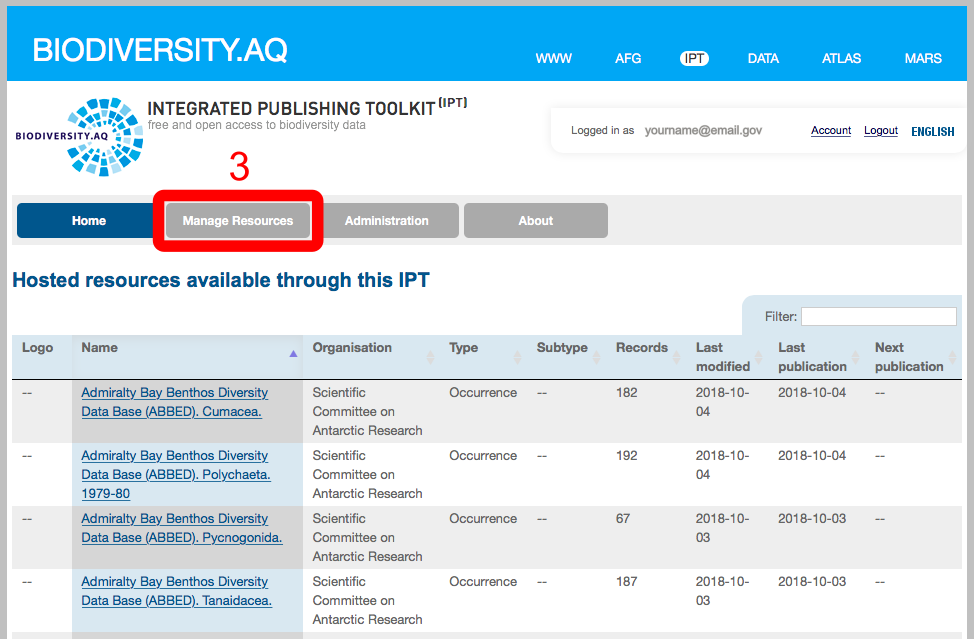 BIODIVERSITY.AQ
WWW AFG IPT DATA ATLAS MARS
BIODIVERSITY.AQ
INTEGRATED PUBLISHING TOOLKIT (IPT)
free and open access to biodiversity data
Logged in as yourname@email.gov Account Logout ENGLISH
3
Home Manage Resources Administration About
Hosted resources available through this IPT
Filter:
Logo Name Organisation Type Subtype Records Last modified Last publication Next publication
-- Admiralty Bay Benthos Diversity Scientific Occurrence -- 182 2018-10- 2018-10-04 --
Data Base (ABBED). Cumacea. Committee on 04
Antarctic Research
-- Admiralty Bay Benthos Diversity Scientific Occurrence -- 192 2018-10- 2018-10-04 --
Data Base (ABBED). Polychaeta. Committee on 04
1979-80 Antarctic Research
-- Admiralty Bay Benthos Diversity Scientific Occurrence -- 67 2018-10- 2018-10-03 --
Data Base (ABBED). Pycnogonida. Committee on 03
Antarctic Research
-- Admiralty Bay Benthos Diversity Scientific Occurrence -- 187 2018-10- 2018-10-03 --
Data Base (ABBED). Tanaidacea. Committee on 03
Antarctic Research